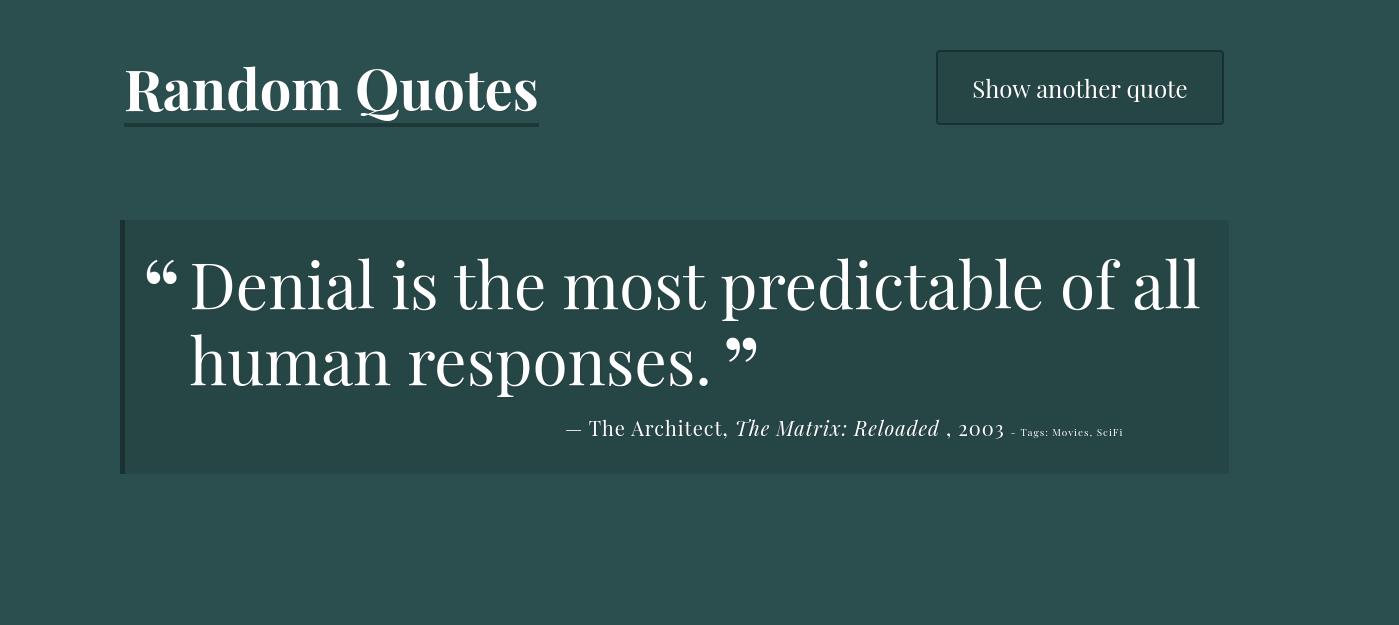 Random Quotes
Show another quote
“ Denial is the most predictable of all
human responses. ”
— The Architect, The Matrix: Reloaded , 2003 - Tags: Movies, SciFi